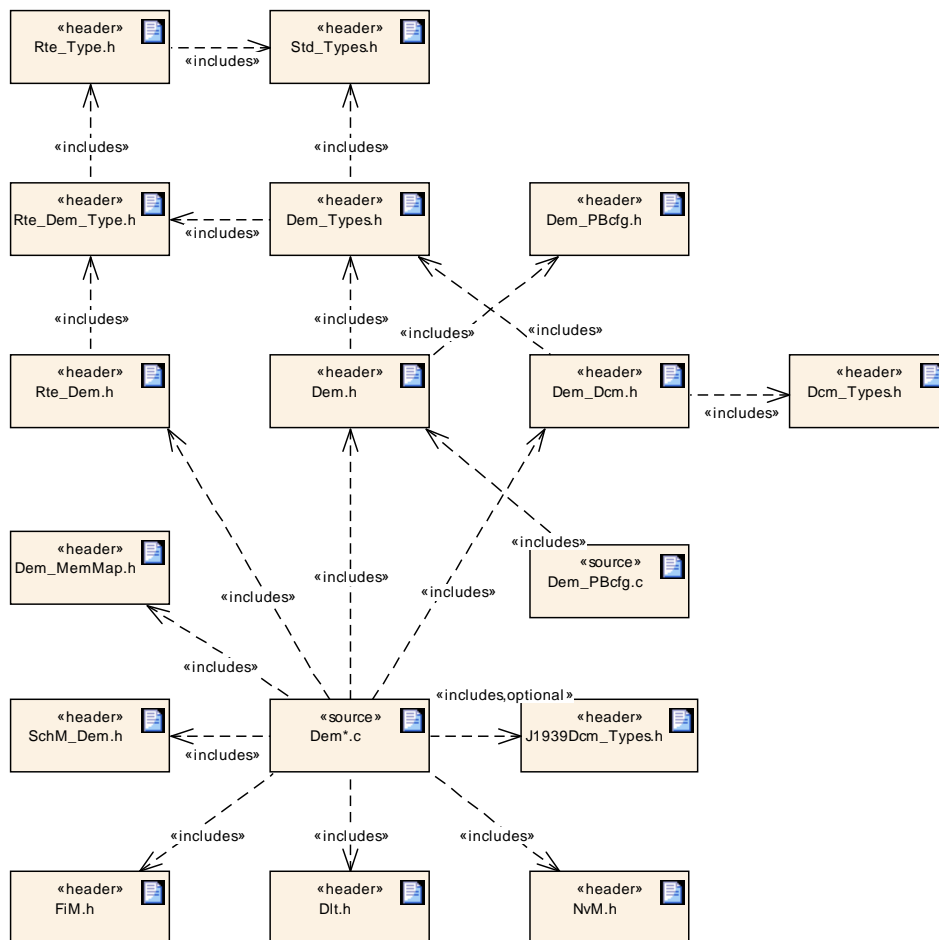 «header»
Rte_Type.h
«header»
Std_Types.h
«includes»
«includes»
«includes»
«header»
Rte_Dem_Type.h
«header»
Dem_Types.h
«header»
Dem_PBcfg.h
«includes»
«includes»
«includes»
«includes»
«includes»
«header»
Rte_Dem.h
«header»
Dem.h
«header»
Dem_Dcm.h
«header»
Dcm_Types.h
«includes»
«header»
Dem_MemMap.h
«includes»
«source»
Dem_PBcfg.c
«includes»
«includes»
«includes»
«includes»
«includes,optional»
«header»
SchM_Dem.h
«source»
Dem*.c
«header»
J1939Dcm_Types.h
«includes»
«includes»
«includes»
«includes»
«header»
FiM.h
«header»
Dlt.h
«header»
NvM.h